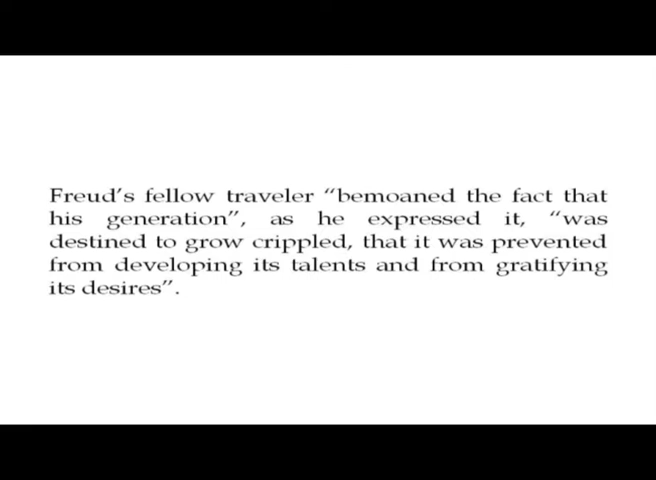 Freud's fellow traveler “bemoaned the fact that
his generation”, as he expressed it, “was
destined to grow crippled, that it was prevented
from developing its talents and from gratifying
its desires”.